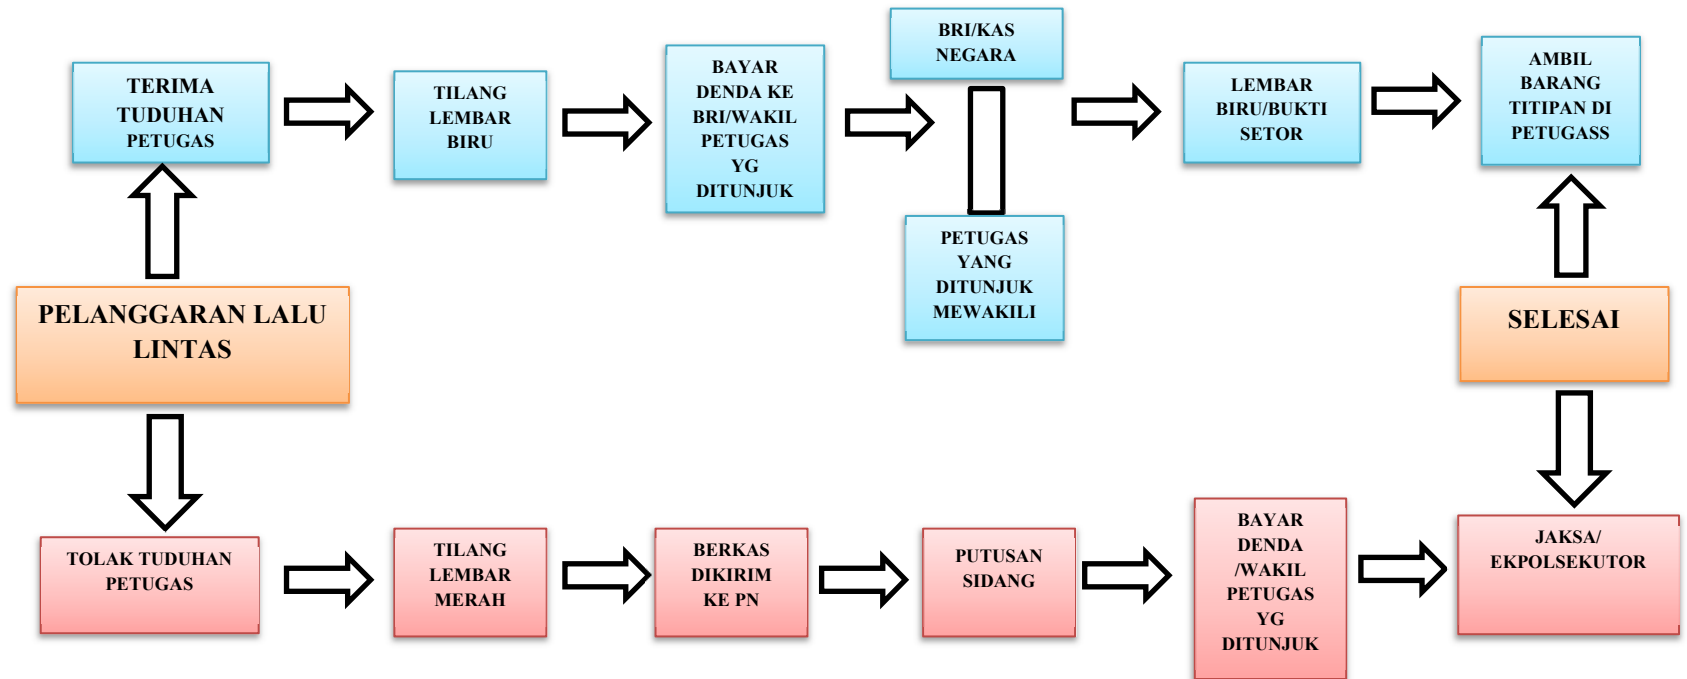 TERIMA
TUDUHAN
PETUGAS
TILANG
LEMBAR
BIRU
BAYAR
DENDA KE
BRI/WAKIL
PETUGAS
YG
DITUNJUK
BRI/KAS
NEGARA
PETUGAS
YANG
DITUNJUK
MEWAKILI
LEMBAR
BIRU/BUKTI
SETOR
AMBIL
BARANG
TITIPAN DI
PETUGASS
PELANGGARAN LALU
LINTAS
SELESAI
TOLAK TUDUHAN
PETUGAS
TILANG
LEMBAR
MERAH
BERKAS
DIKIRIM
KE PN
PUTUSAN
SIDANG
BAYAR
DENDA
/WAKIL
PETUGAS
YG
DITUNJUK
JAKSA/
EKPOLSEKUTOR